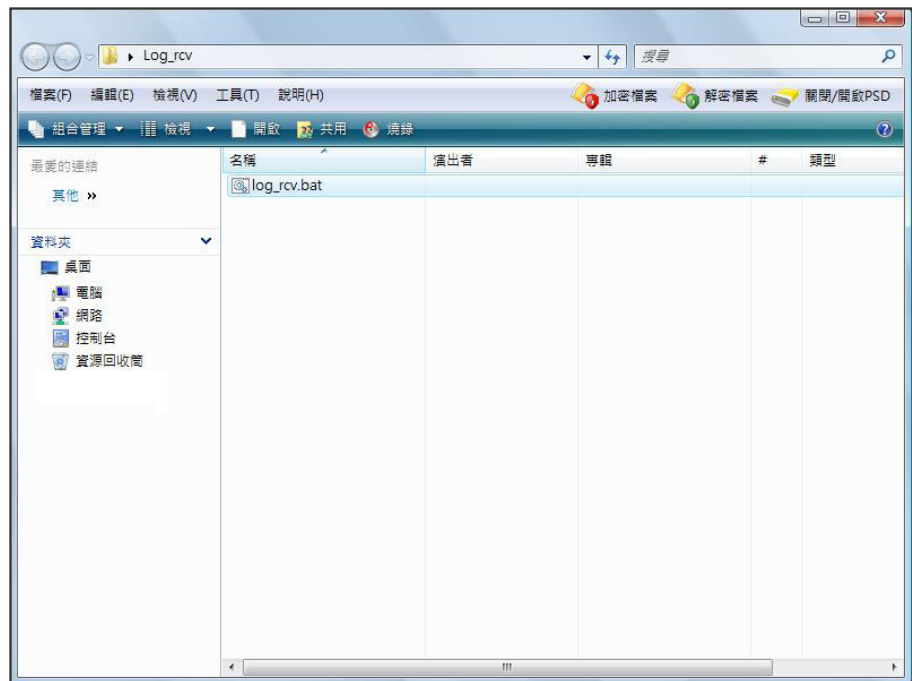 Log_rcv
搜尋
檔案(F) 編輯(E) 檢視(V) 工具(T) 說明(H) 加密檔案 解密檔案 關閉/開啟PSD
組合管理 檢視 開啟 共用 燒錄
最愛的連結
其他 »
資料夾
桌面
電腦
網路
控制台
資源回收筒
名稱 演出者 專輯 # 類型
log_rcv.bat